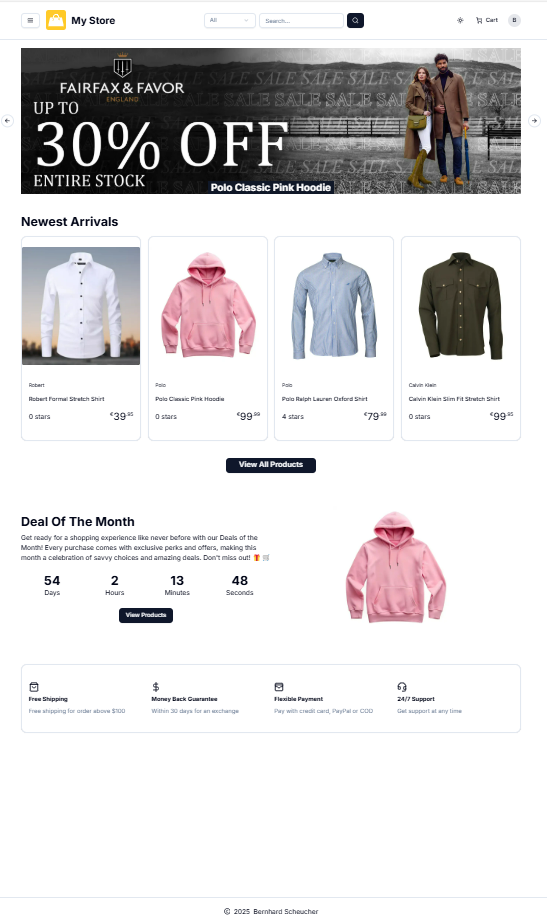 My Store
All
Search...
Cart
B
SALE SALE SALE SALE SALE SALE
FAIRFAX & FAVOR
ENGLAND
UP TO
30% OFF
ENTIRE STOCK
Polo Classic Pink Hoodie
Newest Arrivals
Robert
Robert Formal Stretch Shirt
0 stars
€39.95
Polo
Polo Classic Pink Hoodie
0 stars
€99.99
Polo
Polo Ralph Lauren Oxford Shirt
4 stars
€79.99
Calvin Klein
Calvin Klein Slim Fit Stretch Shirt
0 stars
€99.95
View All Products
Deal Of The Month
Get ready for a shopping experience like never before with our Deals of the
Month! Every purchase comes with exclusive perks and offers, making this
month a celebration of savvy choices and amazing deals. Don't miss out! 🎁 🛒
54
Days
2
Hours
13
Minutes
48
Seconds
View Products
Free Shipping
Free shipping for order above $100
Money Back Guarantee
Within 30 days for an exchange
Flexible Payment
Pay with credit card, PayPal or COD
24/7 Support
Get support at any time
© 2025 Bernhard Scheucher